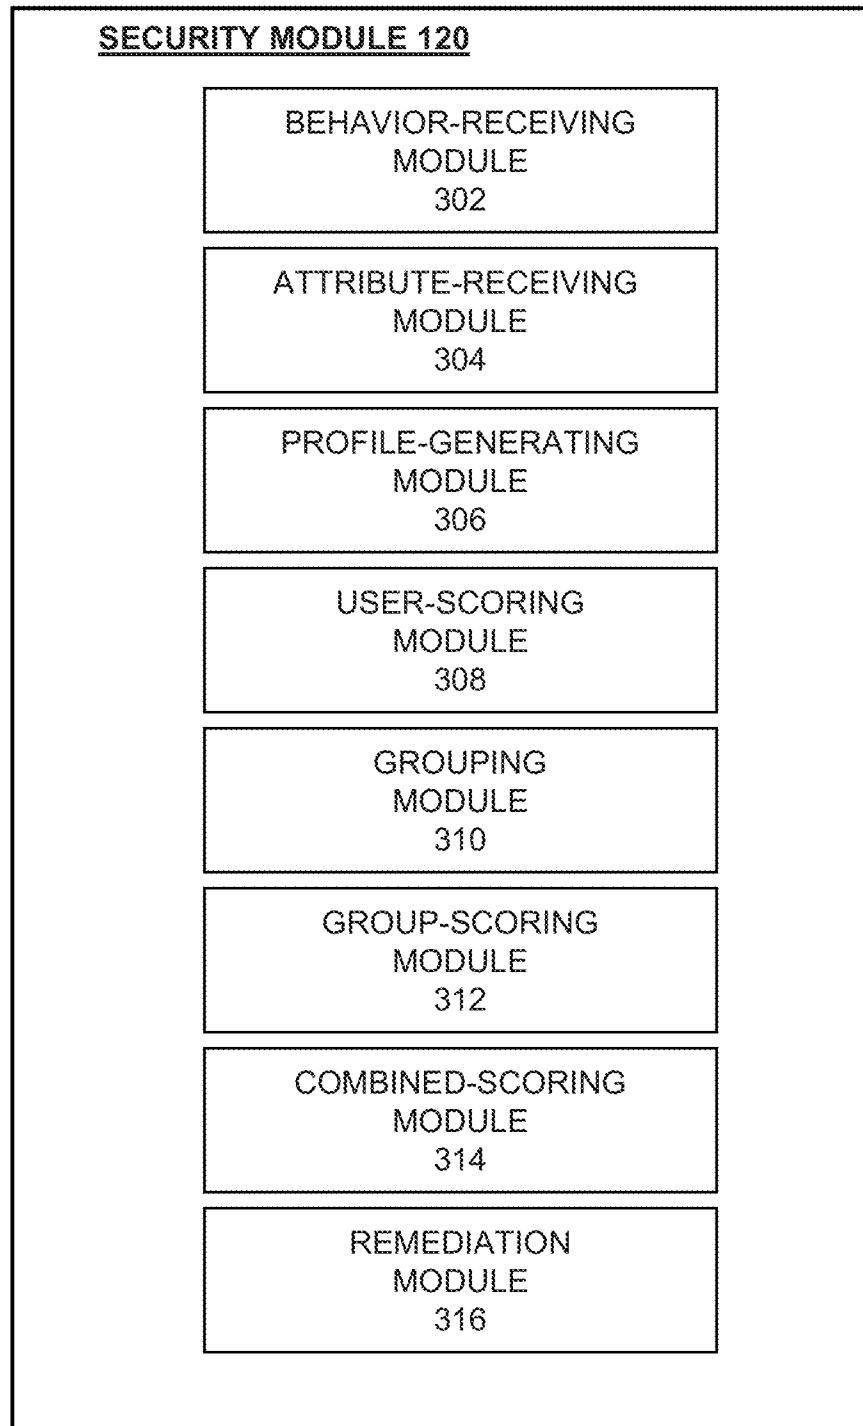 SECURITY MODULE 120
BEHAVIOR-RECEIVING
MODULE
302
ATTRIBUTE-RECEIVING
MODULE
304
PROFILE-GENERATING
MODULE
306
USER-SCORING
MODULE
308
GROUPING
MODULE
310
GROUP-SCORING
MODULE
312
COMBINED-SCORING
MODULE
314
REMEDIATION
MODULE
316